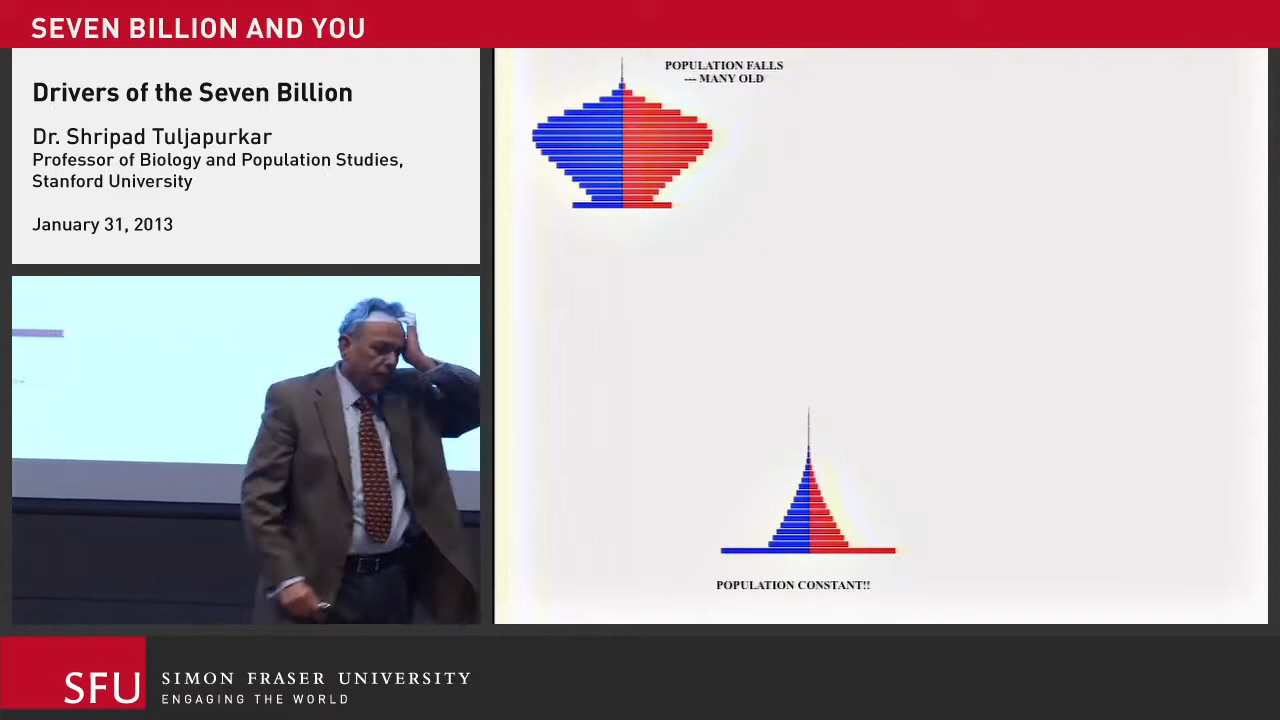 SEVEN BILLION AND YOU
Drivers of the Seven Billion
Dr. Shripad Tuljapurkar
Professor of Biology and Population Studies,
Stanford University
January 31, 2013
POPULATION FALLS
--- MANY OLD
POPULATION CONSTANT!!
SFU
SIMON FRASER UNIVERSITY
ENGAGING THE WORLD